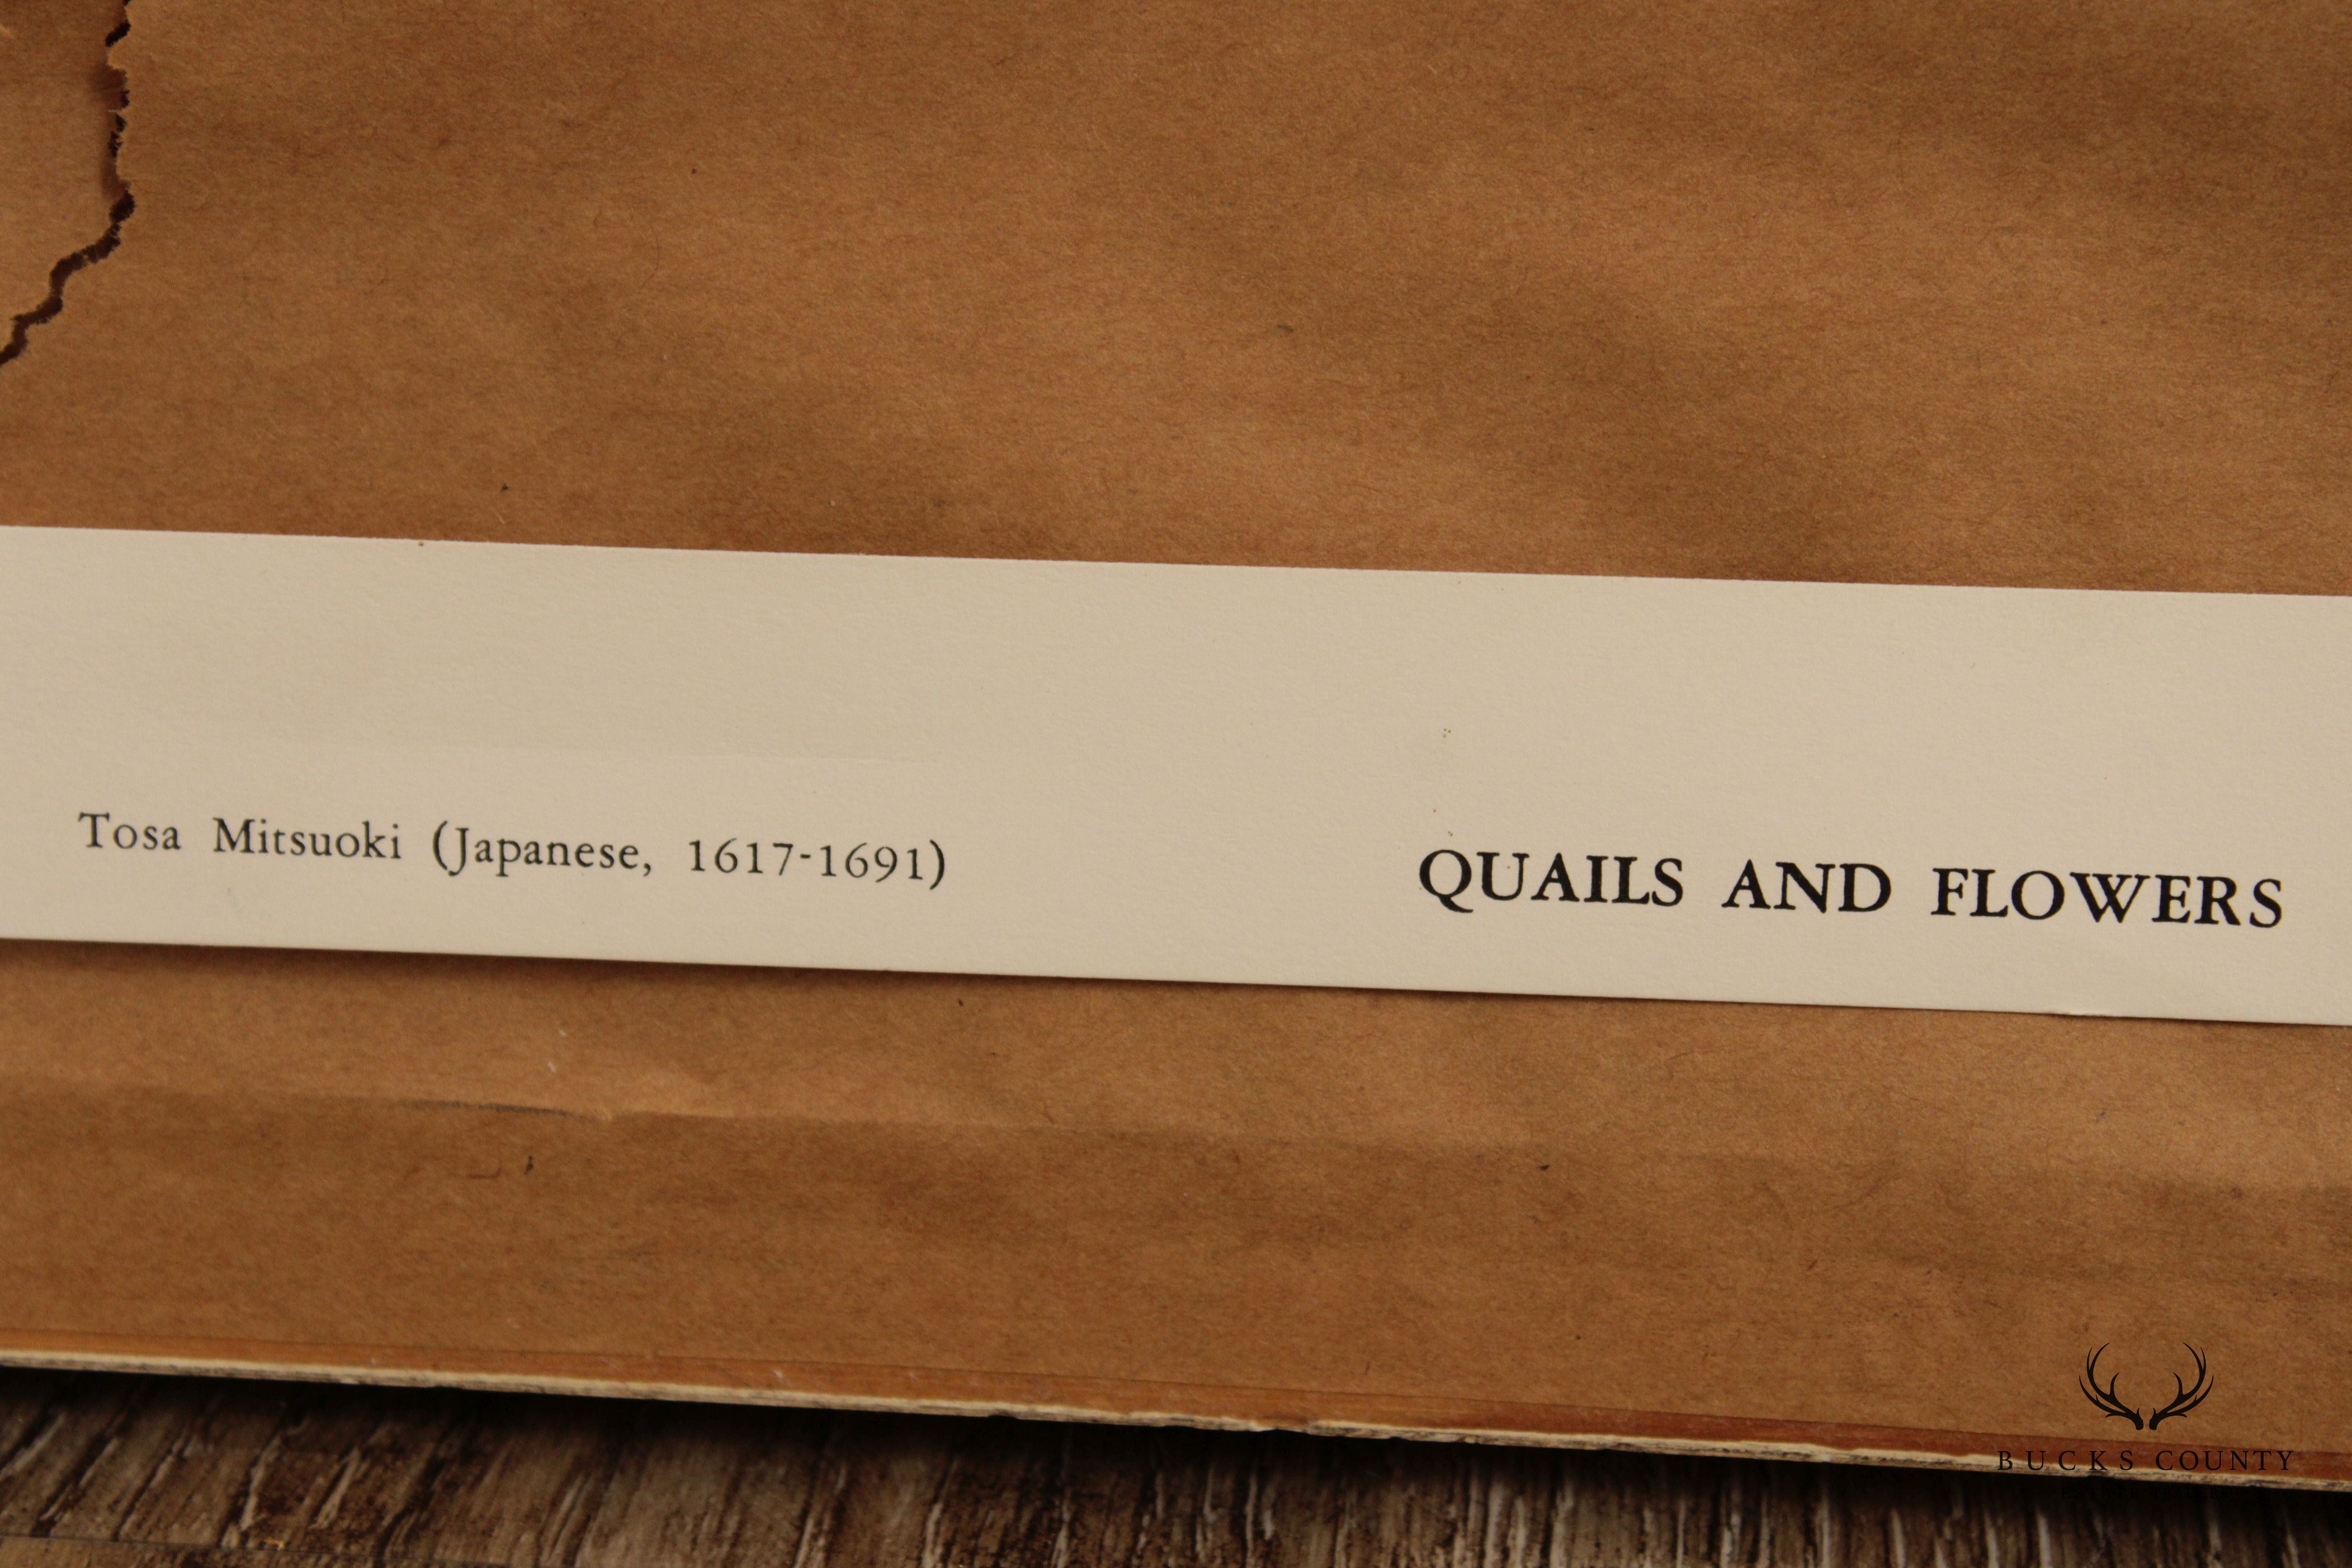 Tosa Mitsuoki (Japanese, 1617-1691)
QUAILS AND FLOWERS
BUCKS COUNTY